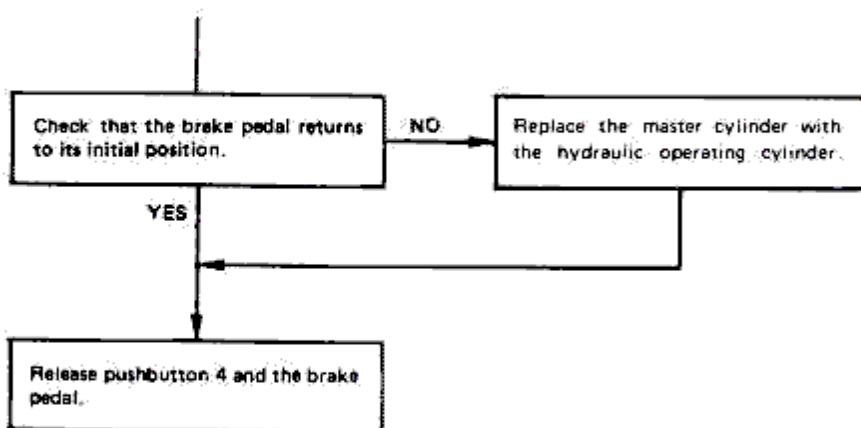 Check that the brake pedal returns
to its initial position.
NO
Replace the master cylinder with
the hydraulic operating cylinder.
YES
Release pushbutton 4 and the brake
pedal.